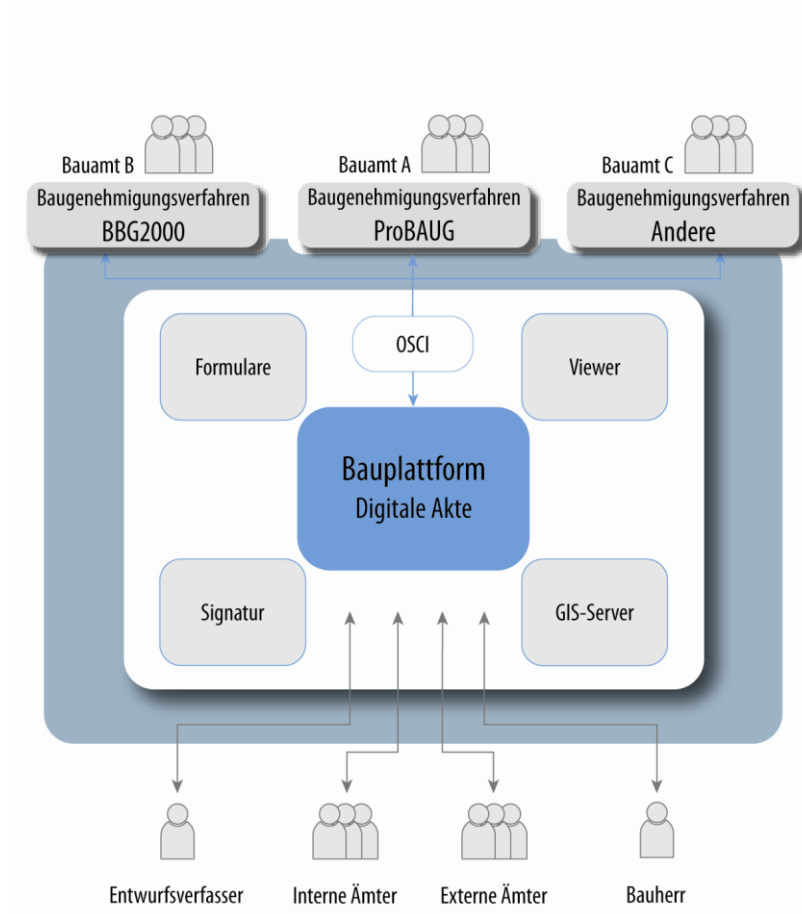 Bauamt B
Bauamt A
Bauamt C
Baugenehmigungsverfahren
BBG2000
Baugenehmigungsverfahren
ProBAUG
Baugenehmigungsverfahren
Andere
OSCI
Formulare
Viewer
Bauplattform
Digitale Akte
Signatur
GIS-Server
Entwurfsverfasser
Interne Ämter
Externe Ämter
Bauherr